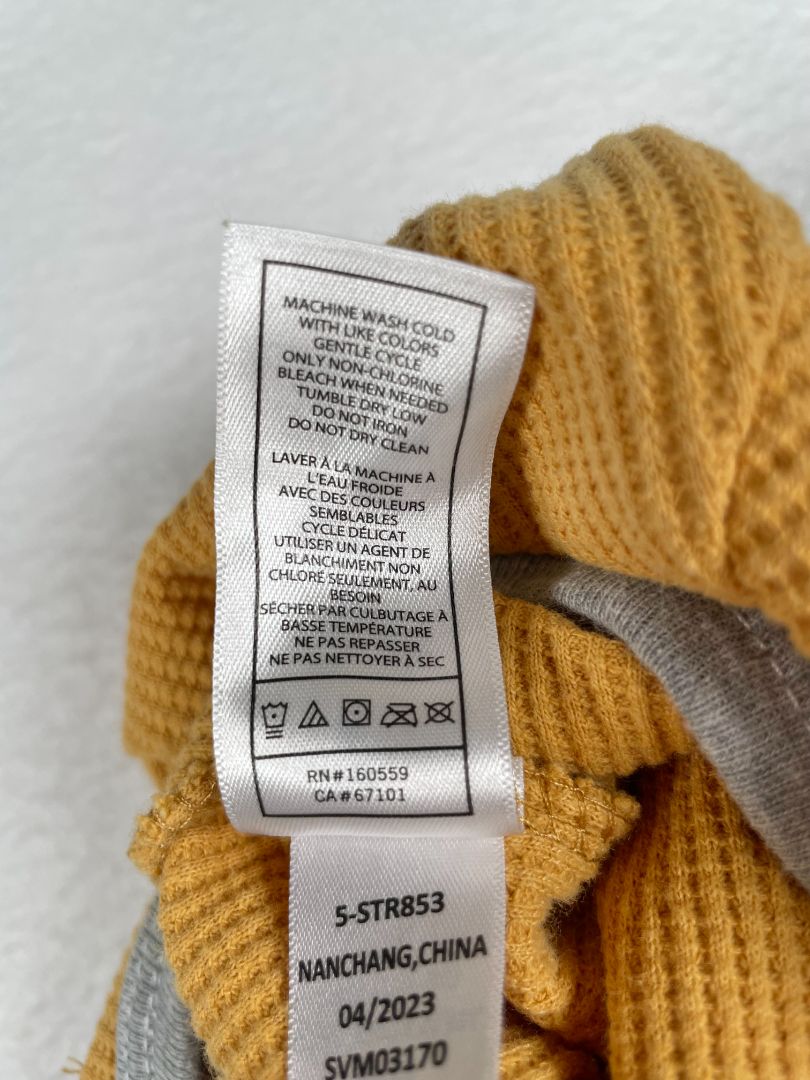 MACHINE WASH COLD
WITH LIKE COLORS
GENTLE CYCLE
ONLY NON-CHLORINE
BLEACH WHEN NEEDED
TUMBLE DRY LOW
DO NOT IRON
DO NOT DRY CLEAN
LAVER À LA MACHINE À
L'EAU FROIDE
AVEC DES COULEURS
SEMBLABLES
CYCLE DÉLICAT
UTILISER UN AGENT DE
BLANCHIMENT NON
CHLORÉ SEULEMENT, AU
BESOIN
SÉCHER PAR CULBUTAGE À
BASSE TEMPÉRATURE
NE PAS REPASSER
NE PAS NETTOYER À SEC
RN#160559
CA#67101
5-STR853
NANCHANG,CHINA
04/2023
SVM03170